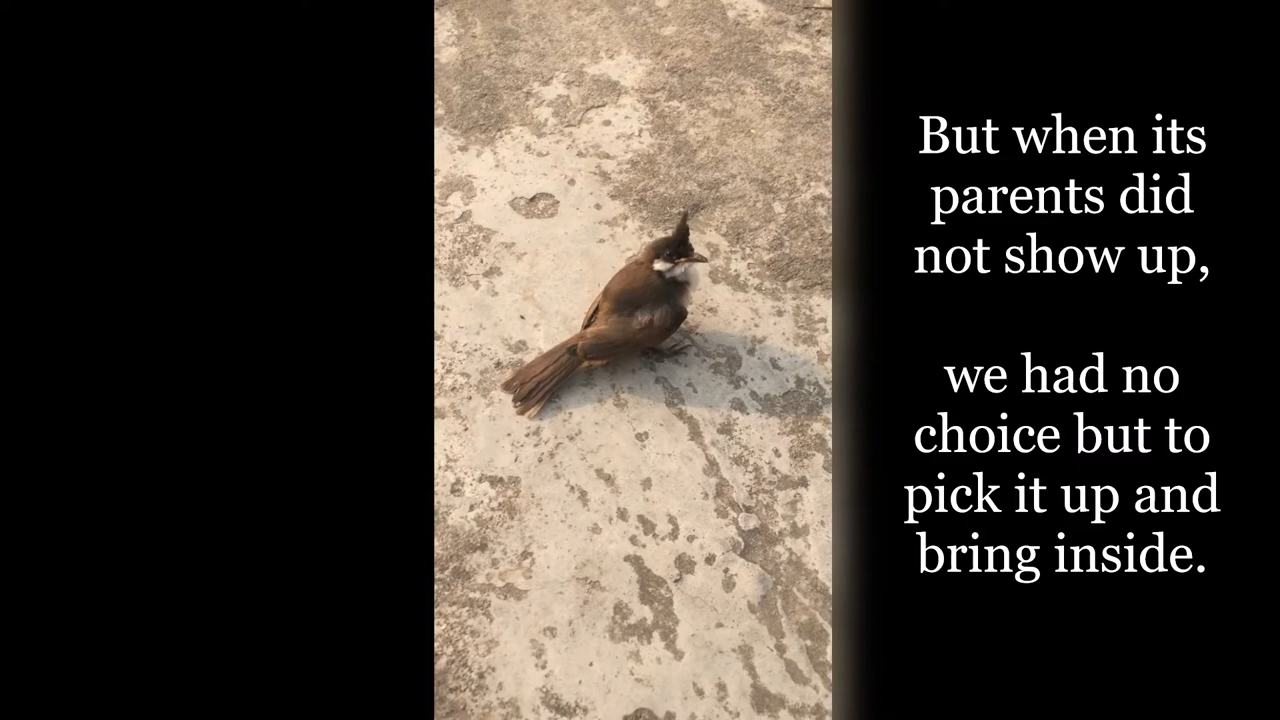 But when its
parents did
not show up,
we had no
choice but to
pick it up and
bring inside.